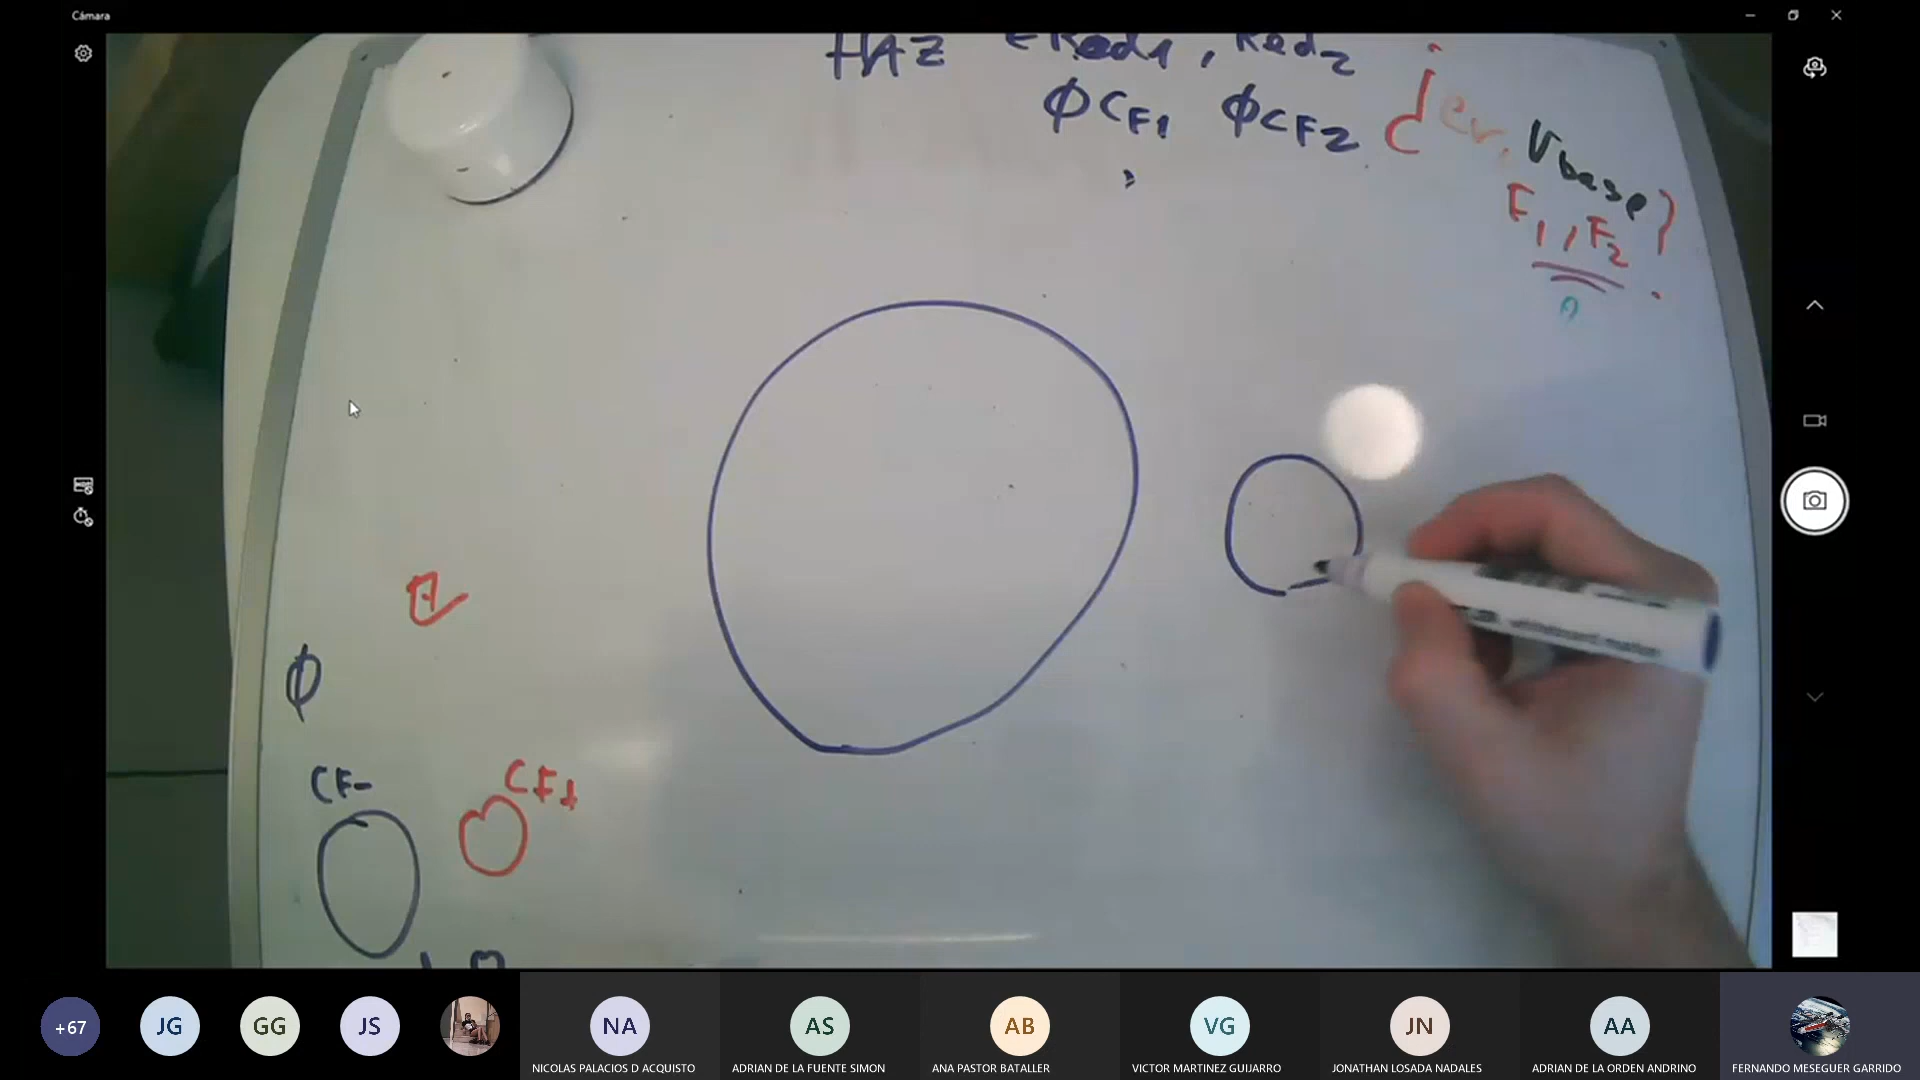 Cámara
HAZ ERed1, Red2
ΦCF1 ΦCF2
Vbase?
F1, F2
Φ
CF-
CF1
+67
JG
GG
JS
NA
AS
AB
VG
JN
AA
NICOLAS PALACIOS D ACQUISTO
ADRIAN DE LA FUENTE SIMON
ANA PASTOR BATALLER
VICTOR MARTINEZ GUIJARRO
JONATHAN LOSADA NADALES
ADRIAN DE LA ORDEN ANDRINO
FERNANDO MESEGUER GARRIDO